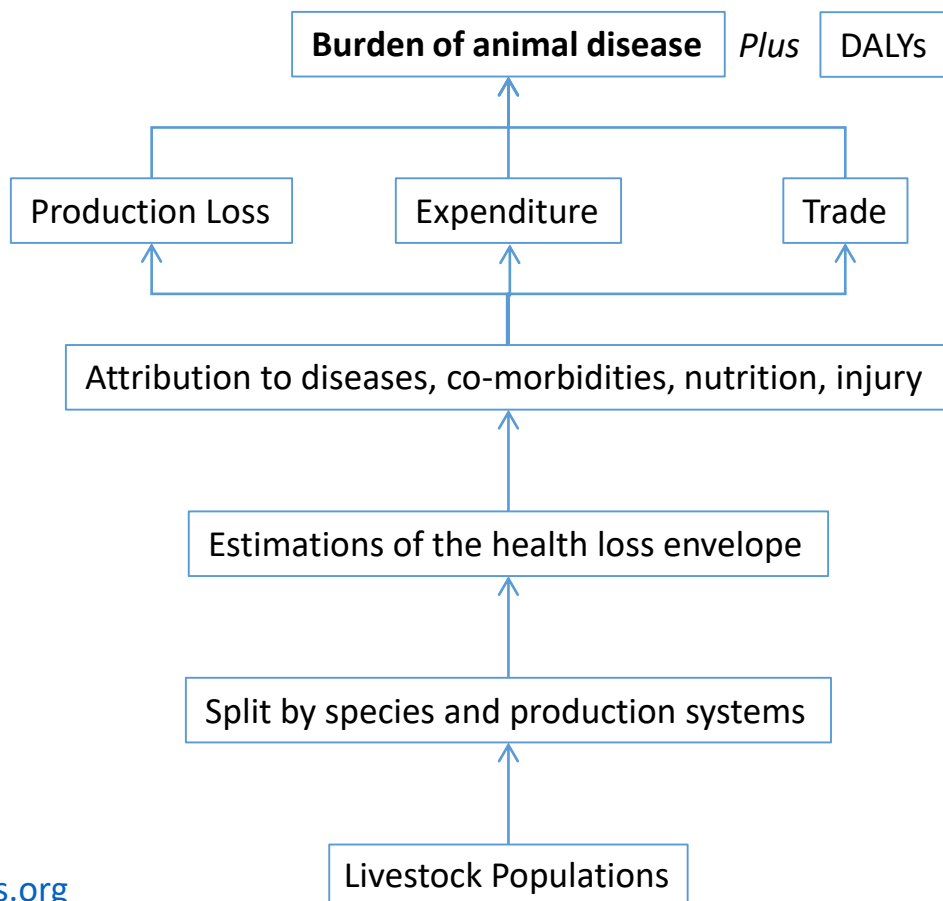 Burden of animal disease Plus DALYs
Production Loss Expenditure Trade
Attribution to diseases, co-morbidities, nutrition, injury
Estimations of the health loss envelope
Split by species and production systems
Livestock Populations
s.org